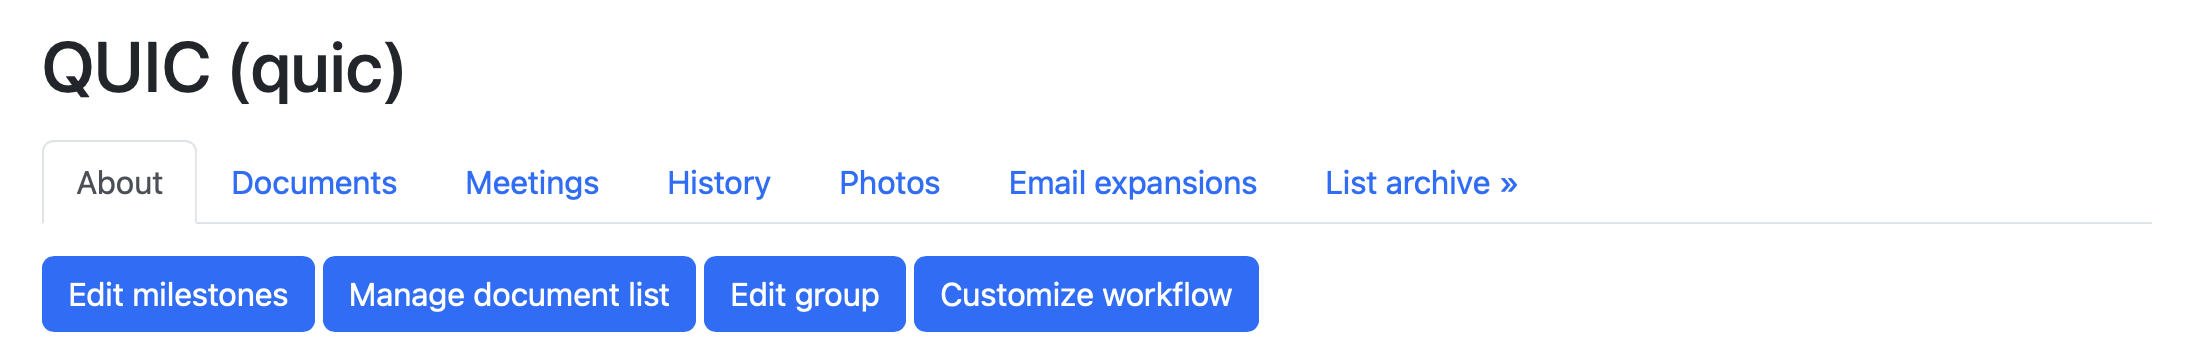 QUIC (quic)
About Documents Meetings History Photos Email expansions List archive »
Edit milestones Manage document list Edit group Customize workflow